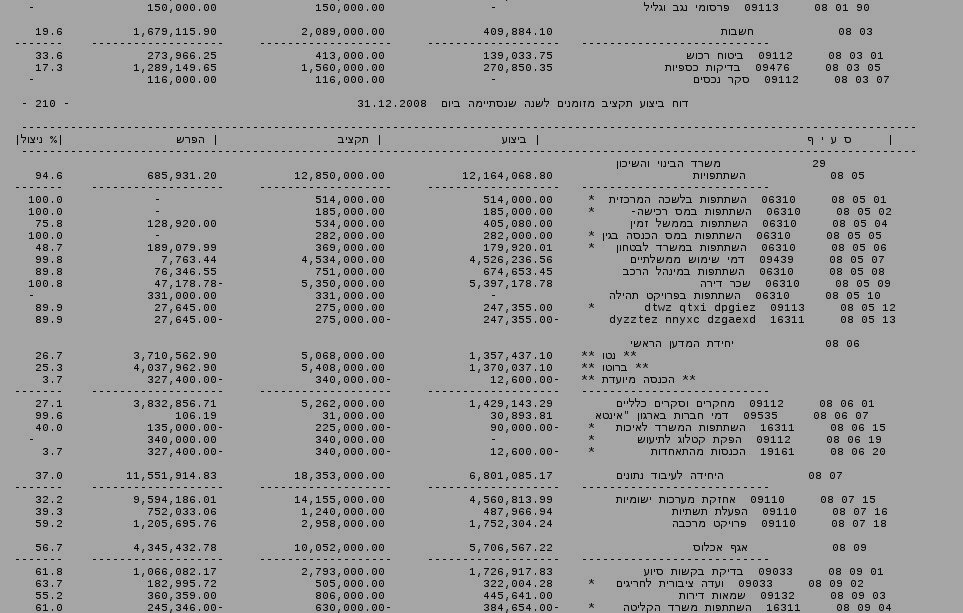 08 01 90 09113 פרסומי נגב וגליל - 150,000.00 150,000.00 -
08 03 חשבות 409,884.10 2,089,000.00 1,679,115.90 19.6
08 03 01 09112 ביטוח רכוש 139,033.75 413,000.00 273,966.25 33.6
08 03 05 09476 בדיקות כספיות 270,850.35 1,560,000.00 1,289,149.65 17.3
08 03 07 09112 סקר נכסים - 116,000.00 116,000.00 -
דוח ביצוע תקציב מזומנים לשנה שנסתיימה ביום 31.12.2008 - 210 -
| ס ע י ף | ביצוע | תקציב | הפרש |% ניצול|
29 משרד הבינוי והשיכון
08 05 השתתפויות 12,164,068.80 12,850,000.00 685,931.20 94.6
08 05 01 06310 השתתפות בלשכה המרכזית * 514,000.00 514,000.00 - 100.0
08 05 02 06310 השתתפות במס רכישה- * 185,000.00 185,000.00 - 100.0
08 05 04 06310 השתתפות בממשל זמין 405,080.00 534,000.00 128,920.00 75.8
08 05 05 06310 השתתפות במס הכנסה בגין * 282,000.00 282,000.00 - 100.0
08 05 06 06310 השתתפות במשרד לבטחון * 179,920.01 369,000.00 189,079.99 48.7
08 05 07 09439 דמי שימוש ממשלתיים 4,526,236.56 4,534,000.00 7,763.44 99.8
08 05 08 06310 השתתפות במינהל הרכב 674,653.45 751,000.00 76,346.55 89.8
08 05 09 06310 שכר דירה 5,397,178.78 5,350,000.00 47,178.78- 100.8
08 05 10 06310 השתתפות בפרויקט תהילה - 331,000.00 331,000.00 -
08 05 12 09113 dtwz qtxi dpgiez * 247,355.00 275,000.00 27,645.00 89.9
08 05 13 16311 dyzztez nnyxc dzgaexd 247,355.00- 275,000.00- 27,645.00- 89.9
08 06 יחידת המדען הראשי
** נטו ** 1,357,437.10 5,068,000.00 3,710,562.90 26.7
** ברוטו ** 1,370,037.10 5,408,000.00 4,037,962.90 25.3
** הכנסה מיועדת ** 12,600.00- 340,000.00- 327,400.00- 3.7
08 06 01 09112 מחקרים וסקרים כלליים 1,429,143.29 5,262,000.00 3,832,856.71 27.1
08 06 07 09535 דמי חברות בארגון "אינטא 30,893.81 31,000.00 106.19 99.6
08 06 15 16311 השתתפות המשרד לאיכות * 90,000.00- 225,000.00- 135,000.00- 40.0
08 06 19 09112 הפקת קטלוג לתיעוש * - 340,000.00 340,000.00 -
08 06 20 19161 הכנסות מהתאחדות * 12,600.00- 340,000.00- 327,400.00- 3.7
08 07 היחידה לעיבוד נתונים 6,801,085.17 18,353,000.00 11,551,914.83 37.0
08 07 15 09110 אחזקת מערכות ישומיות 4,560,813.99 14,155,000.00 9,594,186.01 32.2
08 07 16 09110 הפעלת תשתיות 487,966.94 1,240,000.00 752,033.06 39.3
08 07 18 09110 פרויקט מרכבה 1,752,304.24 2,958,000.00 1,205,695.76 59.2
08 09 אגף אכלוס 5,706,567.22 10,052,000.00 4,345,432.78 56.7
08 09 01 09033 בדיקת בקשות סיוע 1,726,917.83 2,793,000.00 1,066,082.17 61.8
08 09 02 09033 ועדה ציבורית לחריגים * 322,004.28 505,000.00 182,995.72 63.7
08 09 03 09132 שמאות דירות 445,641.00 806,000.00 360,359.00 55.2
08 09 04 16311 השתתפות משרד הקליטה * 384,654.00- 630,000.00- 245,346.00- 61.0